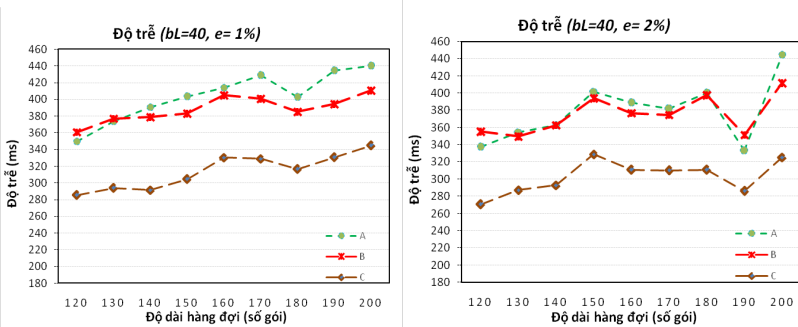 Độ trễ (bL=40, e= 1%)
460
440
420
400
380
360
340
320
300
280
260
240
220
200
180
Độ trễ (ms)
A
B
C
120 130 140 150 160 170 180 190 200
Độ dài hàng đợi (số gói)
Độ trễ (bL=40, e= 2%)
460
440
420
400
380
360
340
320
300
280
260
240
220
200
180
Độ trễ (ms)
A
B
C
120 130 140 150 160 170 180 190 200
Độ dài hàng đợi (số gói)